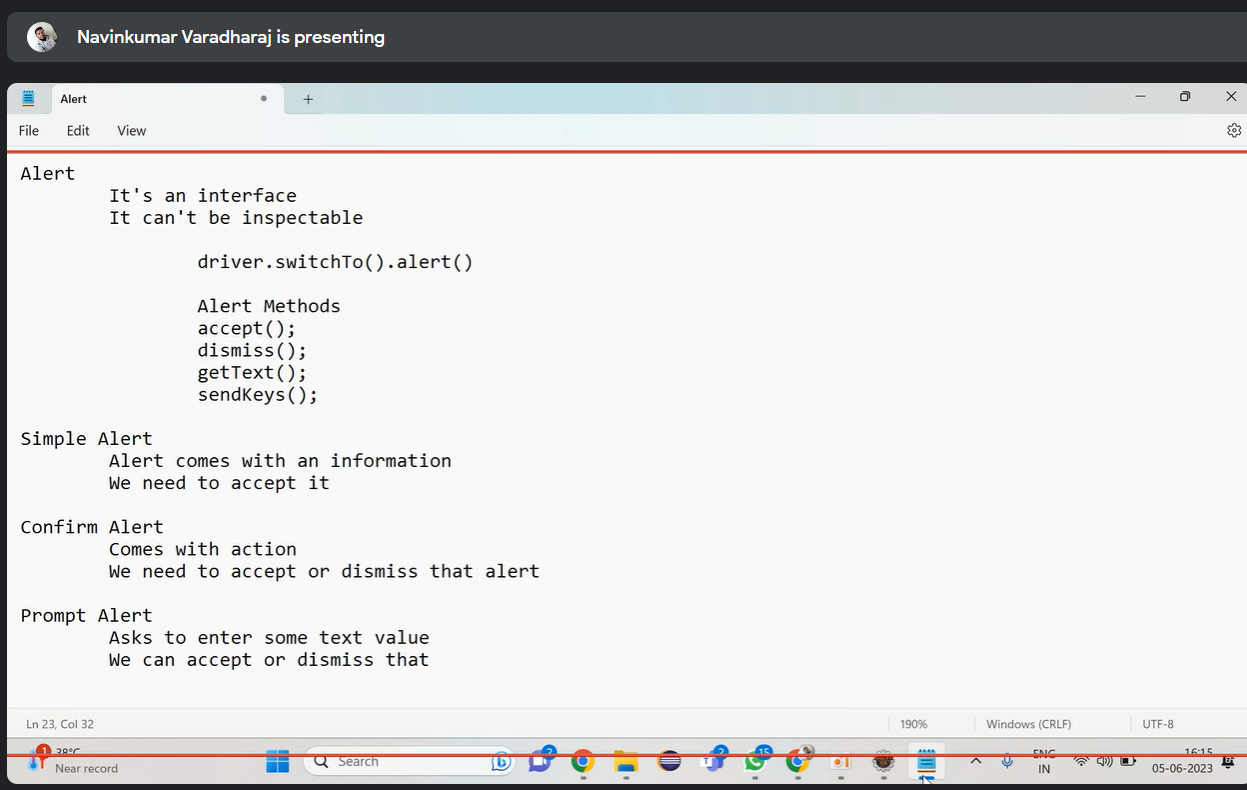 Navinkumar Varadharaj is presenting
Alert
File Edit View
Alert
It's an interface
It can't be inspectable
driver.switchTo().alert()
Alert Methods
accept();
dismiss();
getText();
sendKeys();
Simple Alert
Alert comes with an information
We need to accept it
Confirm Alert
Comes with action
We need to accept or dismiss that alert
Prompt Alert
Asks to enter some text value
We can accept or dismiss that
Ln 23, Col 32 190% Windows (CRLF) UTF-8
1 38°C Search 2 2 15 ENG 16:15
Near record IN 05-06-2023